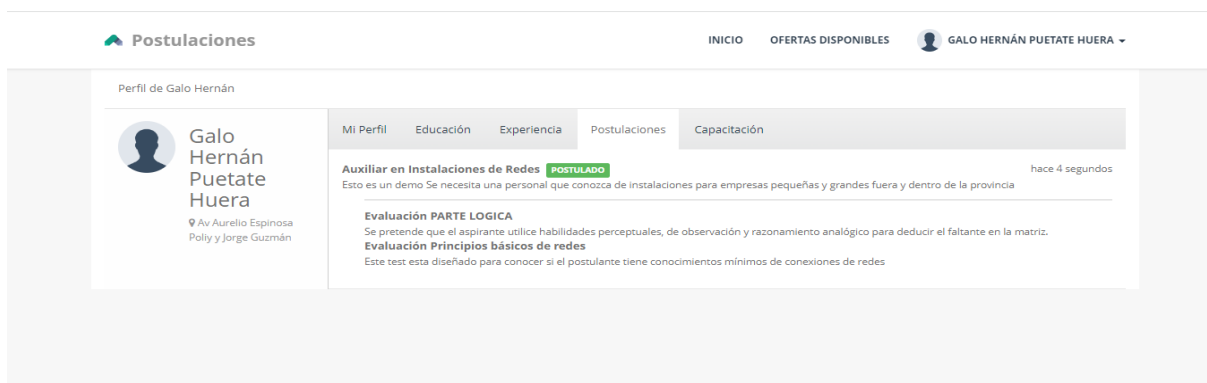 Postulaciones
INICIO OFERTAS DISPONIBLES GALO HERNÁN PUETATE HUERA
Perfil de Galo Hernán
Galo
Hernán
Puetate
Huera
Av Aurelio Espinosa
Poliy y Jorge Guzmán
Mi Perfil Educación Experiencia Postulaciones Capacitación
Auxiliar en Instalaciones de Redes POSTULADO hace 4 segundos
Esto es un demo Se necesita una personal que conozca de instalaciones para empresas pequeñas y grandes fuera y dentro de la provincia
Evaluación PARTE LOGICA
Se pretende que el aspirante utilice habilidades perceptuales, de observación y razonamiento analógico para deducir el faltante en la matriz.
Evaluación Principios básicos de redes
Este test esta diseñado para conocer si el postulante tiene conocimientos mínimos de conexiones de redes